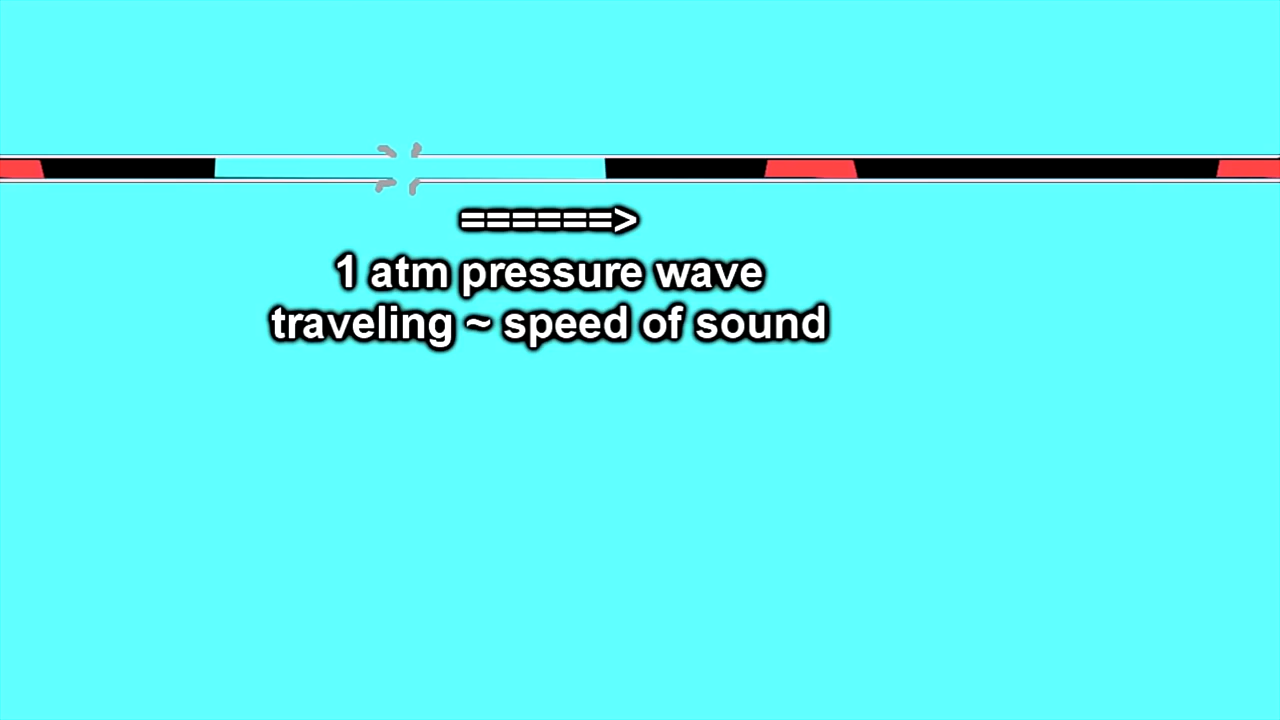 ======>
1 atm pressure wave
traveling ~ speed of sound